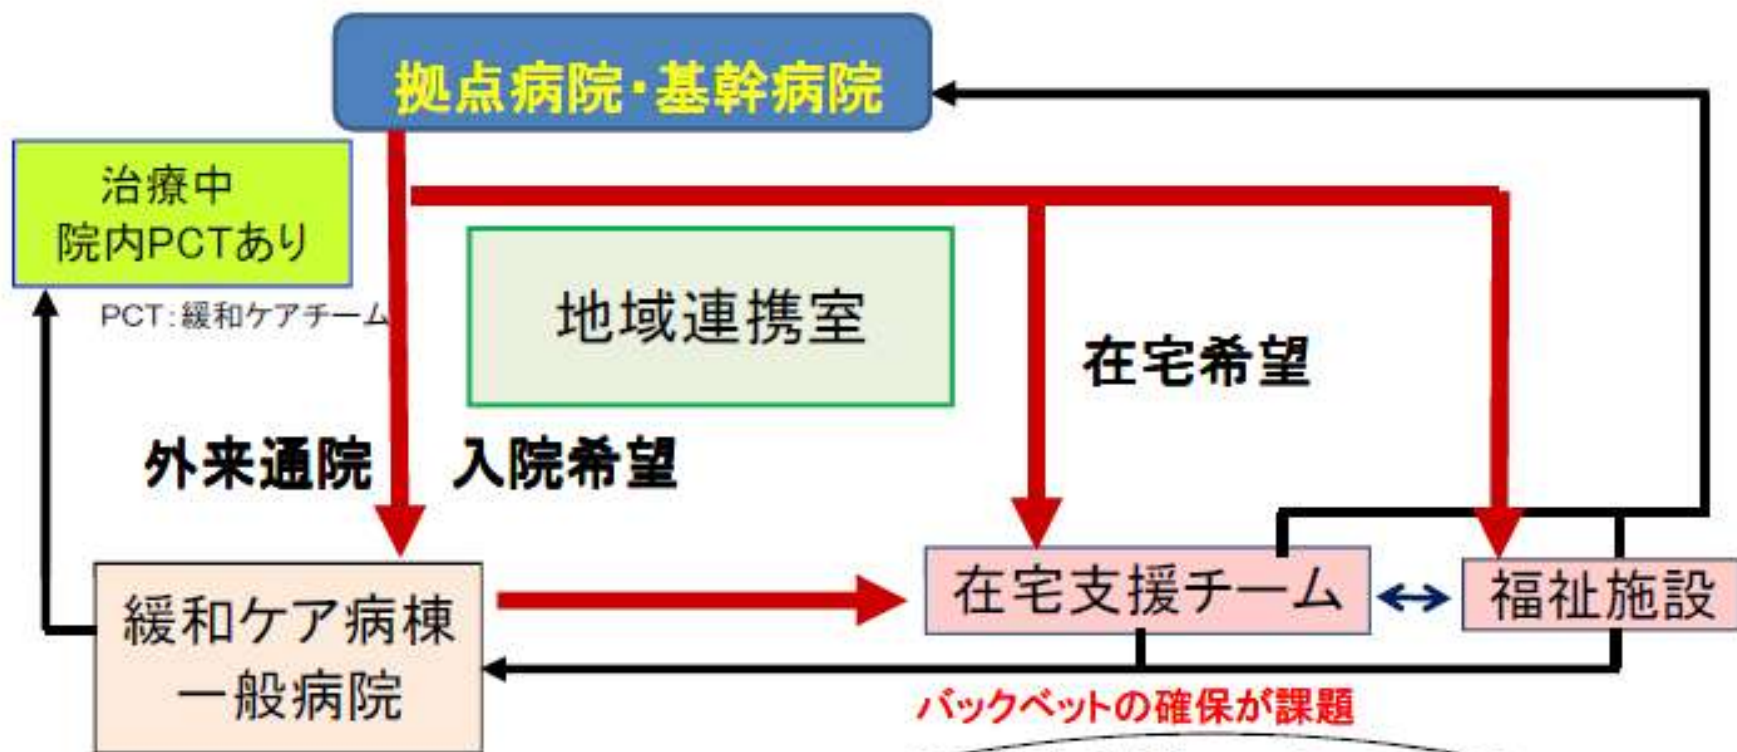 拠点病院・基幹病院
治療中
院内PCTあり
PCT:緩和ケアチーム
地域連携室
在宅希望
外来通院
入院希望
緩和ケア病棟
一般病院
在宅支援チーム
福祉施設
バックベットの確保が課題